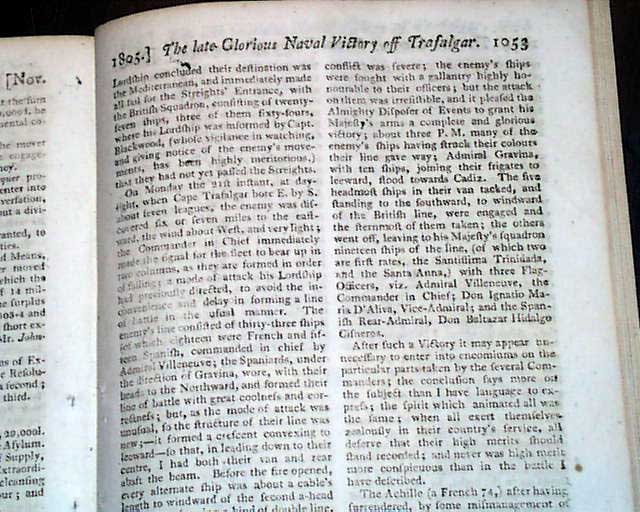 [Nov.
1805.] The late Glorious Naval Victory off Trafalgar. 1053
Lordſhip concluded their deſtination was
the Mediterranean, and immediately made
all ſail for the Streights' Entrance, with
the Britiſh Squadron, conſiſting of twenty-
ſeven ſhips, three of them ſixty-fours,
where his Lordſhip was informed by Capt.
Blackwood, (whoſe vigilance in watching,
and giving notice of the enemy's move-
ments, has been highly meritorious,)
that they had not yet paſſed the Streights.
On Monday the 21ſt inſtant, at day-
light, when Cape Trafalgar bore E. by S.
about ſeven leagues, the enemy was diſ-
covered ſix or ſeven miles to the eaſt-
ward, the wind about Weſt, and very light;
the Commander in Chief immediately
made the ſignal for the fleet to bear up in
two columns, as they are formed in order
of ſailing; a mode of attack his Lordſhip
had previouſly directed, to avoid the in-
convenience and delay in forming a line
of battle in the uſual manner. The
enemy's line conſiſted of thirty-three ſhips
(of which eighteen were French and fif-
teen Spaniſh, commanded in chief by
Admiral Villeneuve; the Spaniards, under
the direction of Gravina, wore, with their
heads to the Northward, and formed their
line of battle with great coolneſs and cor-
rectneſs; but, as the mode of attack was
unuſual, ſo the ſtructure of their line was
new;—it formed a creſcent convexing to
leeward—ſo that, in leading down to their
centre, I had both their van and rear
abaft the beam. Before the fire opened,
every alternate ſhip was about a cable's
length to windward of the ſecond a-head
kind of double line,
conflict was ſevere; the enemy's ſhips
were fought with a gallantry highly ho-
nourable to their officers; but the attack
on them was irreſiſtible, and it pleaſed the
Almighty Diſpoſer of Events to grant his
Majeſty's arms a complete and glorious
victory; about three P. M. many of the
enemy's ſhips having ſtruck their colours
their line gave way; Admiral Gravina,
with ten ſhips, joining their frigates to
leeward, ſtood towards Cadiz. The five
headmoſt ſhips in their van tacked, and
ſtanding to the ſouthward, to windward
of the Britiſh line, were engaged and
the ſternmoſt of them taken; the others
went off, leaving to his Majeſty's ſquadron
nineteen ſhips of the line, (of which two
are firſt rates, the Santiſſima Trinidada,
and the Santa Anna,) with three Flag-
Officers, viz. Admiral Villeneuve, the
Commander in Chief; Don Ignatio Ma-
ria D'Aliva, Vice-Admiral; and the Span-
iſh Rear-Admiral, Don Baltazar Hidalgo
Ciſneros.
After ſuch a Victory it may appear un-
neceſſary to enter into encomiums on the
particular parts taken by the ſeveral Com-
manders; the concluſion ſays more on
the ſubject than I have language to ex-
preſs; the ſpirit which animated all was
the ſame; when all exert themſelves
zealouſly in their country's ſervice, all
deſerve that their high merits ſhould
ſtand recorded; and never was high merit
more conſpicuous than in the battle I
have deſcribed.
The Achille (a French 74,) after having
ſurrendered, by ſome miſmanagement of